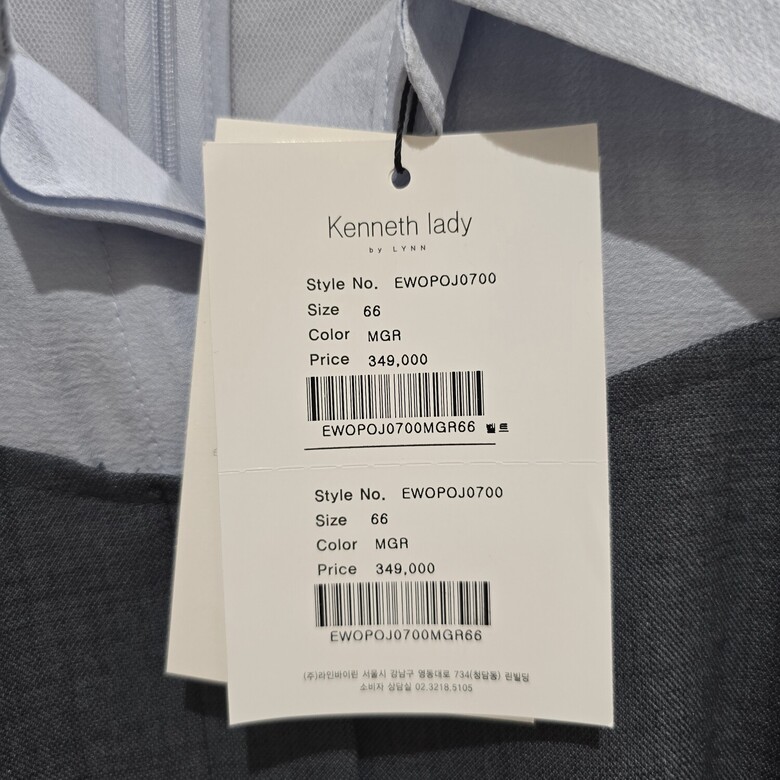 Kenneth lady
by LYNN
Style No. EWOPOJ0700
Size 66
Color MGR
Price 349,000
EWOPOJ0700MGR66 벨트
Style No. EWOPOJ0700
Size 66
Color MGR
Price 349,000
EWOPOJ0700MGR66
(주)라인바이린 서울시 강남구 영동대로 734(청담동) 린빌딩
소비자 상담실 02.3218.5105